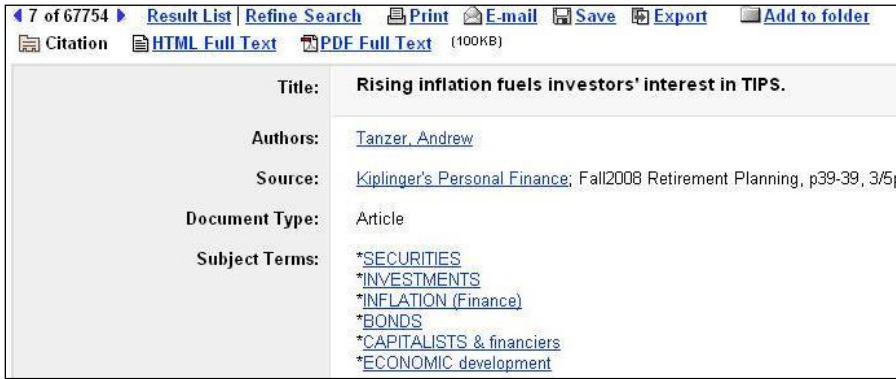 7 of 67754 Result List | Refine Search Print E-mail Save Export Add to folder
Citation HTML Full Text PDF Full Text (100KB)
Title: Rising inflation fuels investors' interest in TIPS.
Authors: Tanzer, Andrew
Source: Kiplinger's Personal Finance; Fall2008 Retirement Planning, p39-39, 3/5p
Document Type: Article
Subject Terms: *SECURITIES
*INVESTMENTS
*INFLATION (Finance)
*BONDS
*CAPITALISTS & financiers
*ECONOMIC development